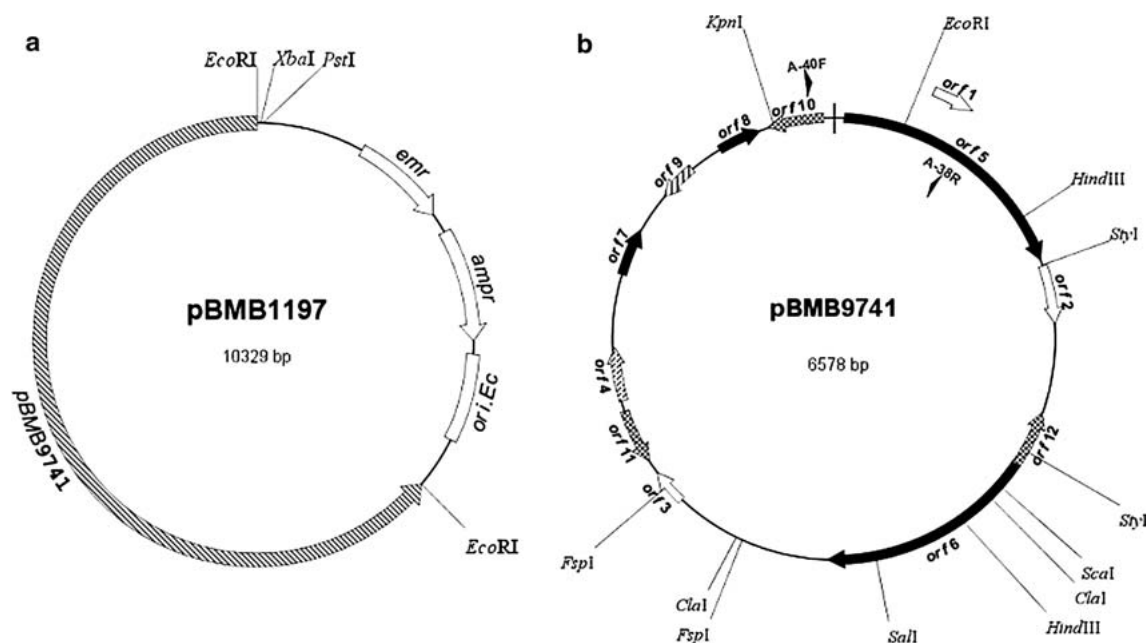 a
EcoRI
XbaI
PstI
emr
ampr
ori.Ec
EcoRI
pBMB9741
pBMB1197
10329 bp
b
KpnI
A-40F
EcoRI
orf1
orf10
orf8
orf9
orf7
orf5
A-38R
HindIII
StyI
orf2
pBMB9741
6578 bp
orf4
orf11
orf3
orf12
orf6
StyI
ScaI
ClaI
HindIII
SalI
FspI
ClaI
FspI